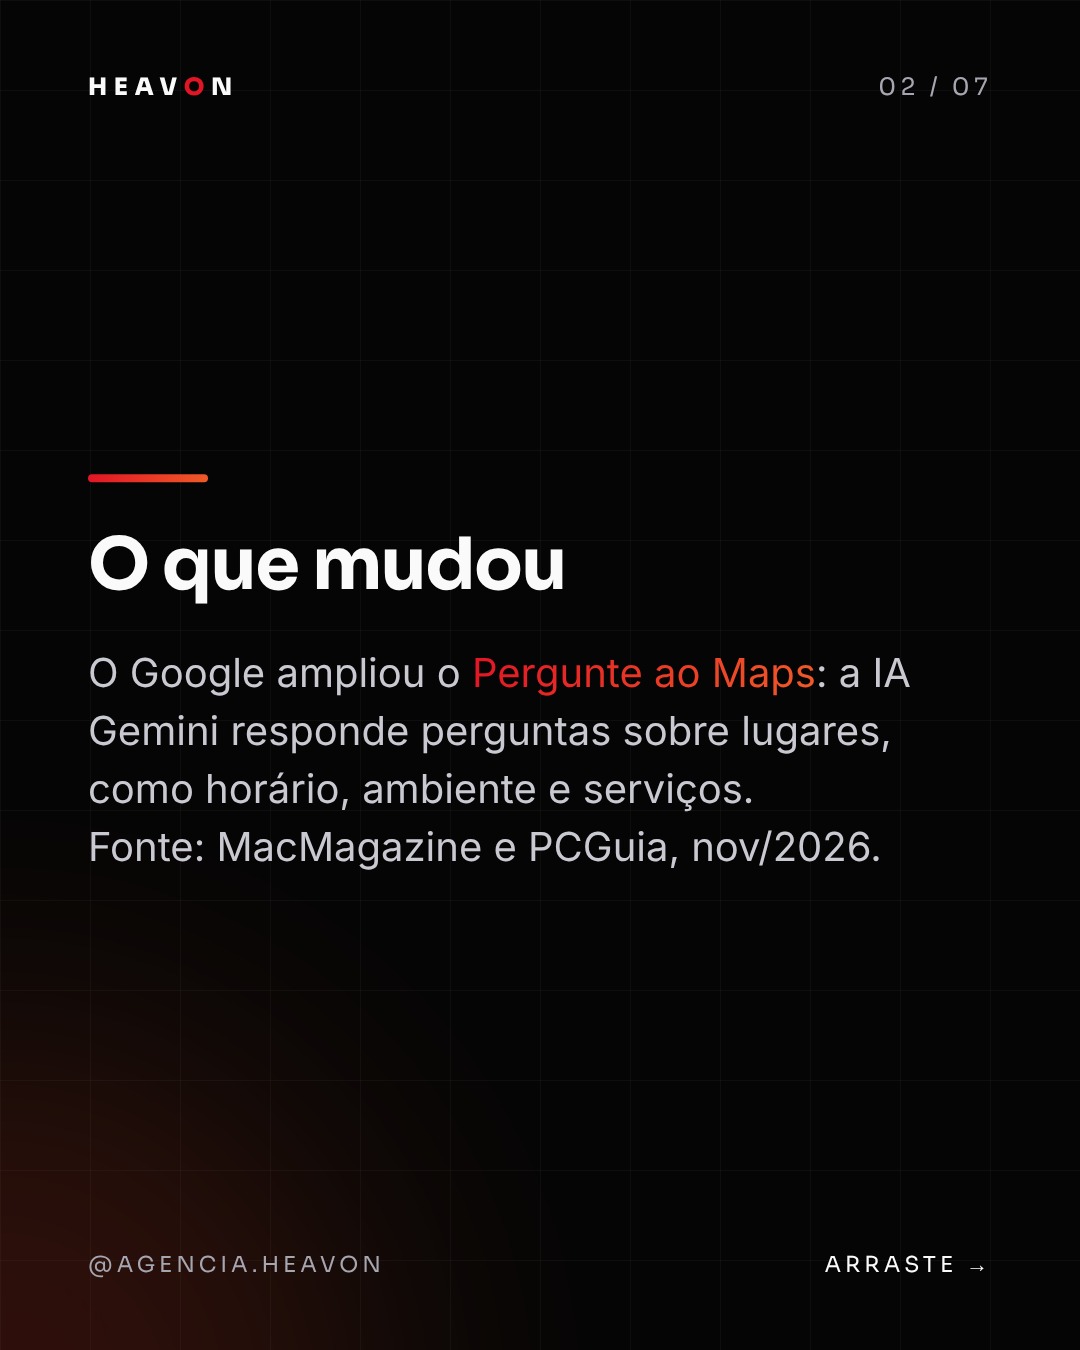 HEAVON
02 / 07
O que mudou
O Google ampliou o Pergunte ao Maps: a IA
Gemini responde perguntas sobre lugares,
como horário, ambiente e serviços.
Fonte: MacMagazine e PCGuia, nov/2026.
@AGENCIA.HEAVON
ARRASTE →